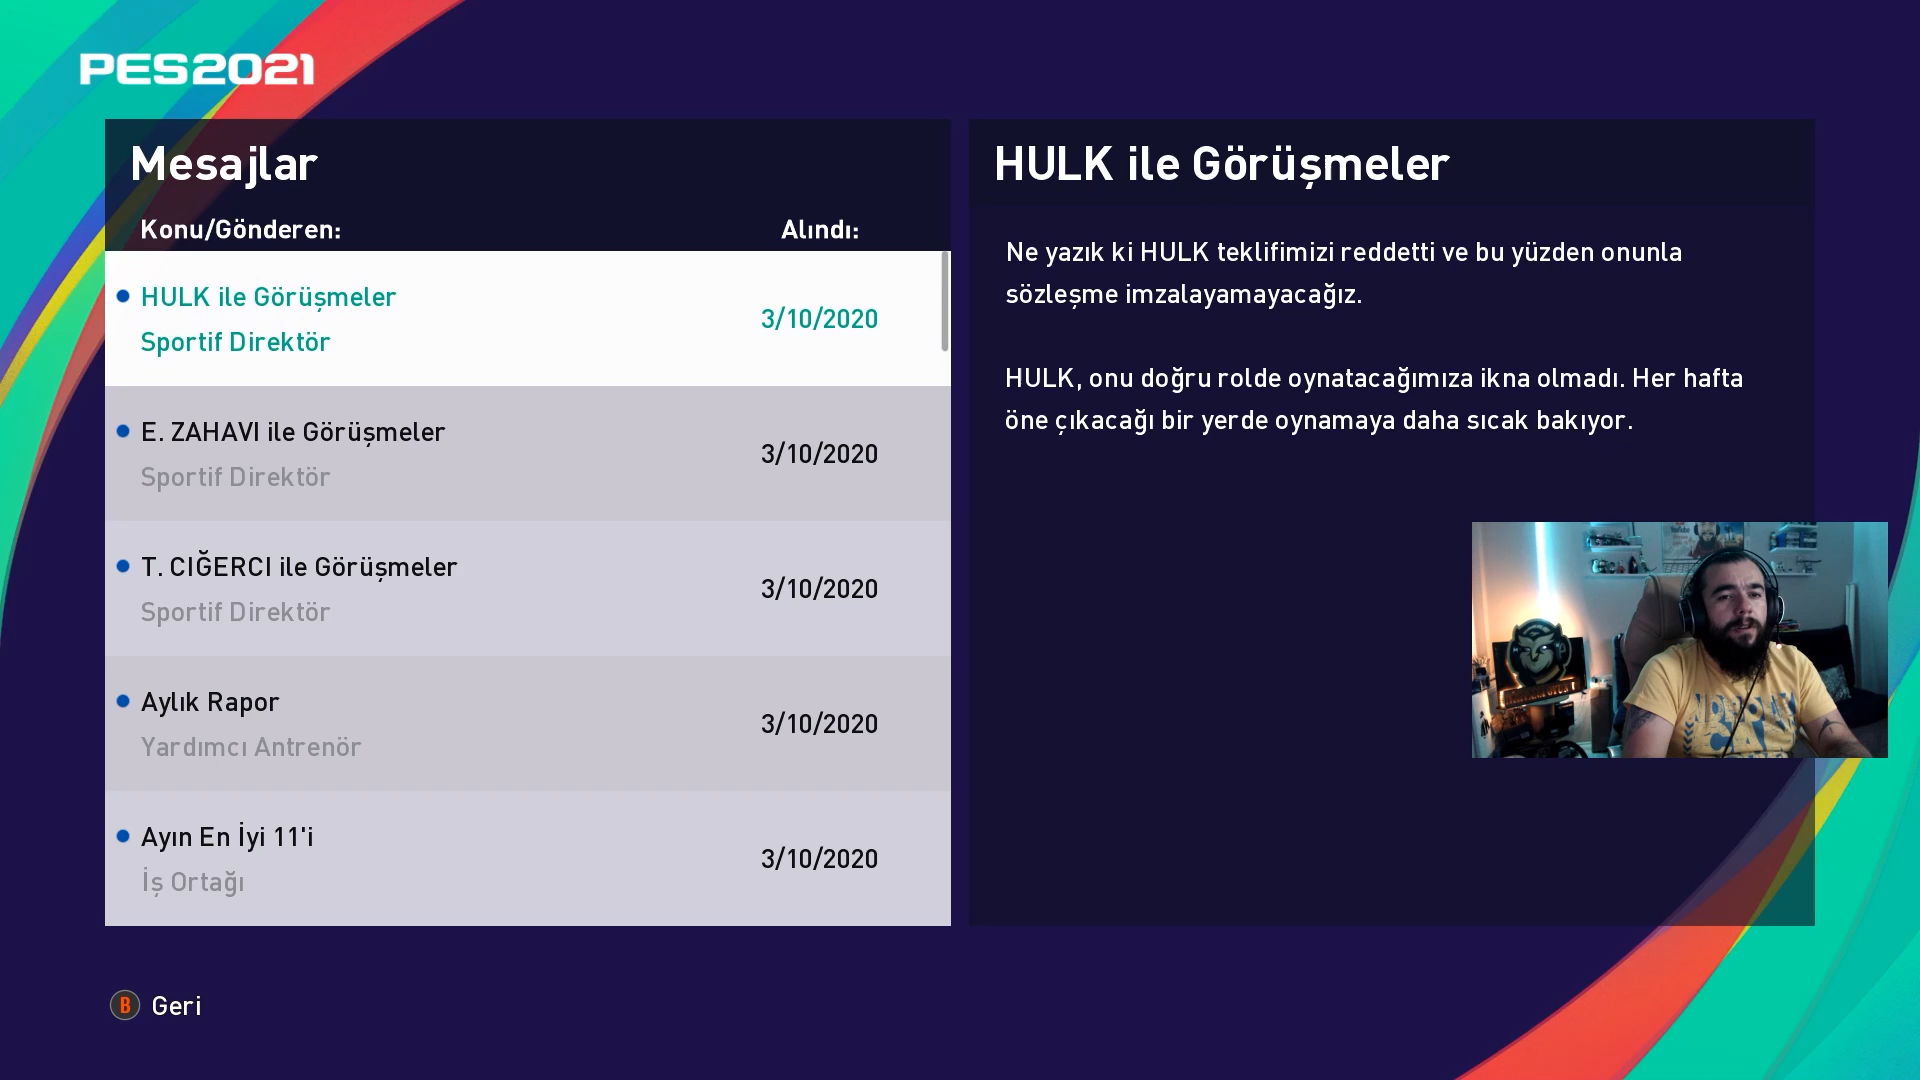 PES2021
Mesajlar
Konu/Gönderen:
Alındı:
HULK ile Görüşmeler
Sportif Direktör
3/10/2020
E. ZAHAVI ile Görüşmeler
Sportif Direktör
3/10/2020
T. CIĞERCI ile Görüşmeler
Sportif Direktör
3/10/2020
Aylık Rapor
Yardımcı Antrenör
3/10/2020
Ayın En İyi 11'i
İş Ortağı
3/10/2020
HULK ile Görüşmeler
Ne yazık ki HULK teklifimizi reddetti ve bu yüzden onunla
sözleşme imzalayamayacağız.
HULK, onu doğru rolde oynatacağımıza ikna olmadı. Her hafta
öne çıkacağı bir yerde oynamaya daha sıcak bakıyor.
B Geri